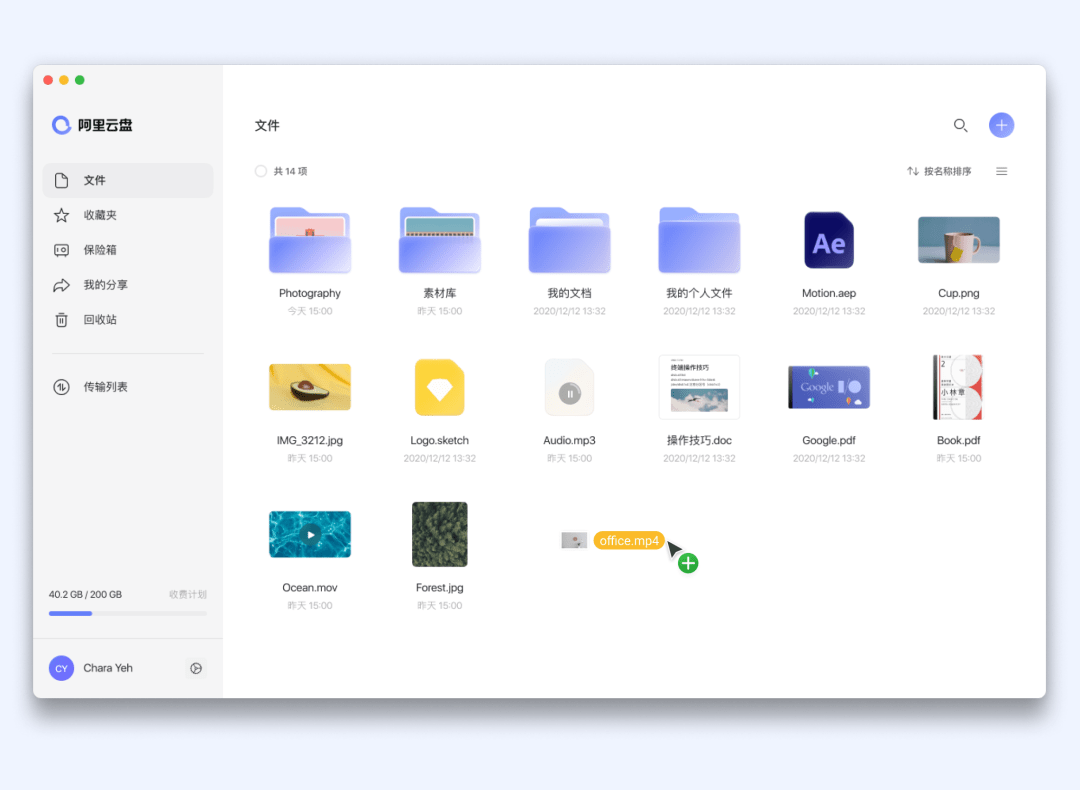 阿里云盘
文件
收藏夹
保险箱
我的分享
回收站
传输列表
40.2 GB / 200 GB 收费计划
CY Chara Yeh
文件
共 14 项 按名称排序
Ae
Photography 素材库 我的文档 我的个人文件 Motion.aep Cup.png
今天 15:00 昨天 15:00 2020/12/12 13:32 2020/12/12 13:32 2020/12/12 13:32 2020/12/12 13:32
终端操作技巧
Google I/O
2
小林章
IMG_3212.jpg Logo.sketch Audio.mp3 操作技巧.doc Google.pdf Book.pdf
昨天 15:00 2020/12/12 13:32 昨天 15:00 2020/12/12 13:32 2020/12/12 13:32 昨天 15:00
office.mp4
Ocean.mov Forest.jpg
昨天 15:00 昨天 15:00